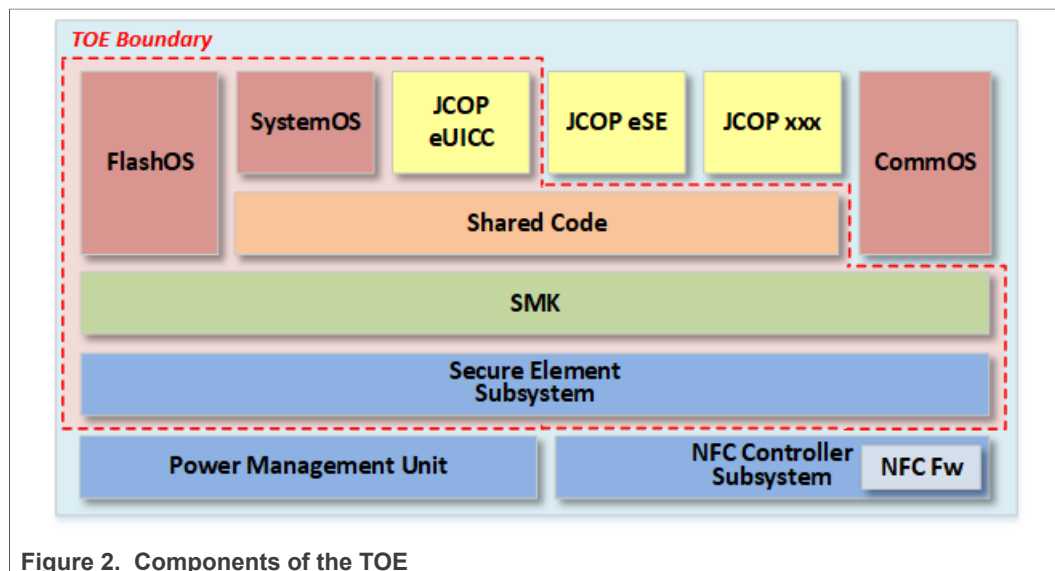 TOE Boundary
FlashOS
SystemOS
JCOP
eUICC
JCOP eSE
JCOP xxx
CommOS
Shared Code
SMK
Secure Element
Subsystem
Power Management Unit
NFC Controller
Subsystem
NFC Fw
Figure 2. Components of the TOE